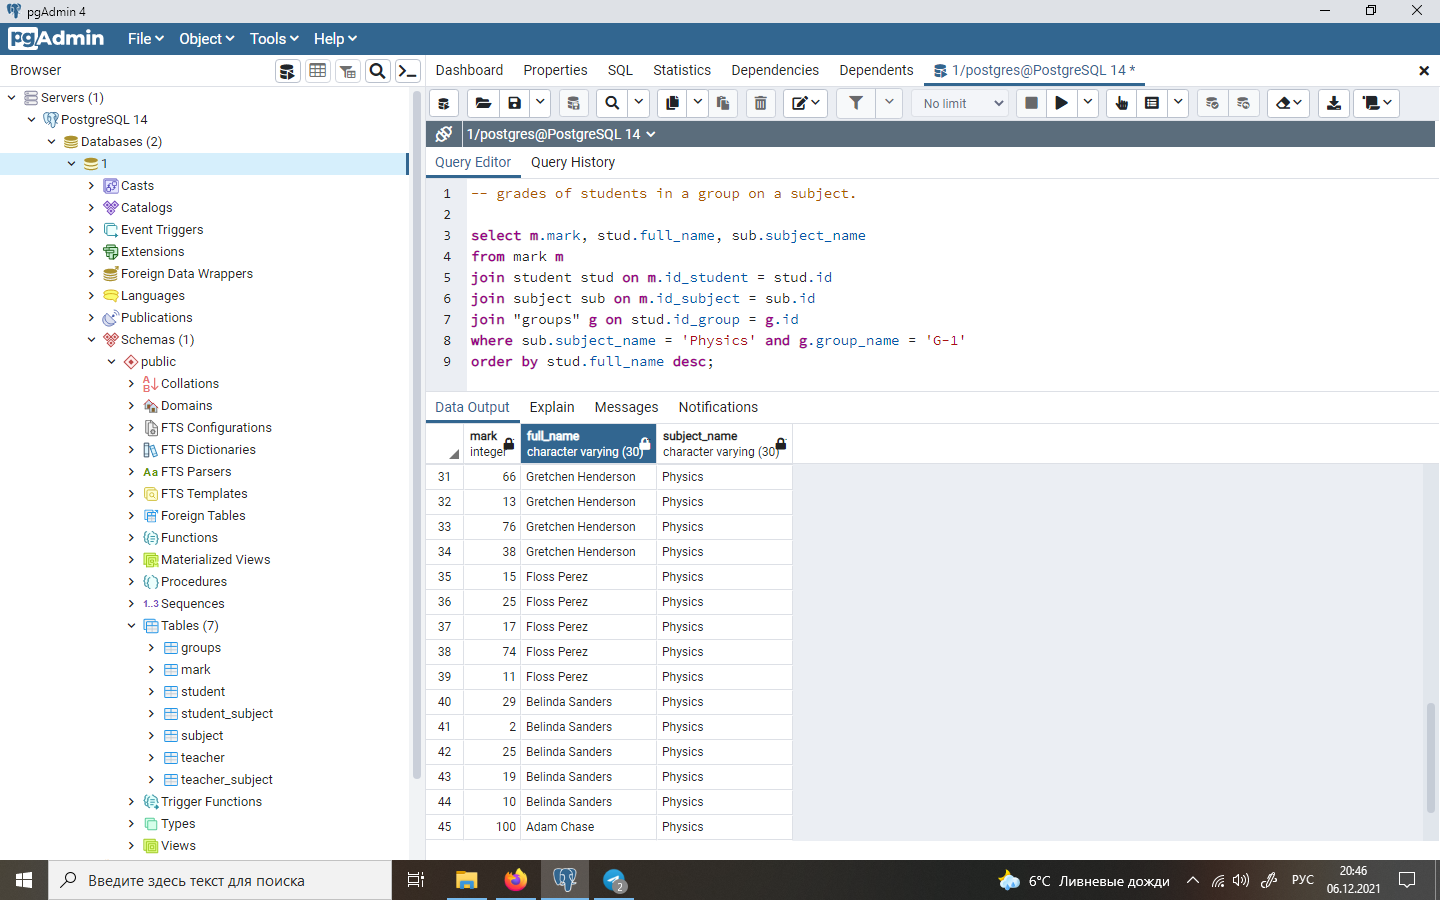 pgAdmin 4
pgAdmin File Object Tools Help
Browser
Dashboard Properties SQL Statistics Dependencies Dependents 1/postgres@PostgreSQL 14 *
No limit
1/postgres@PostgreSQL 14
Query Editor Query History
Servers (1)
PostgreSQL 14
Databases (2)
1
Casts
Catalogs
Event Triggers
Extensions
Foreign Data Wrappers
Languages
Publications
Schemas (1)
public
Collations
Domains
FTS Configurations
FTS Dictionaries
Aa FTS Parsers
FTS Templates
Foreign Tables
Functions
Materialized Views
Procedures
1..3 Sequences
Tables (7)
groups
mark
student
student_subject
subject
teacher
teacher_subject
Trigger Functions
Types
Views
1 -- grades of students in a group on a subject.
2
3 select m.mark, stud.full_name, sub.subject_name
4 from mark m
5 join student stud on m.id_student = stud.id
6 join subject sub on m.id_subject = sub.id
7 join "groups" g on stud.id_group = g.id
8 where sub.subject_name = 'Physics' and g.group_name = 'G-1'
9 order by stud.full_name desc;
Data Output Explain Messages Notifications
mark full_name subject_name
integer character varying (30) character varying (30)
31 66 Gretchen Henderson Physics
32 13 Gretchen Henderson Physics
33 76 Gretchen Henderson Physics
34 38 Gretchen Henderson Physics
35 15 Floss Perez Physics
36 25 Floss Perez Physics
37 17 Floss Perez Physics
38 74 Floss Perez Physics
39 11 Floss Perez Physics
40 29 Belinda Sanders Physics
41 2 Belinda Sanders Physics
42 25 Belinda Sanders Physics
43 19 Belinda Sanders Physics
44 10 Belinda Sanders Physics
45 100 Adam Chase Physics
Введите здесь текст для поиска
2
6°C Ливневые дожди
РУС
20:46
06.12.2021